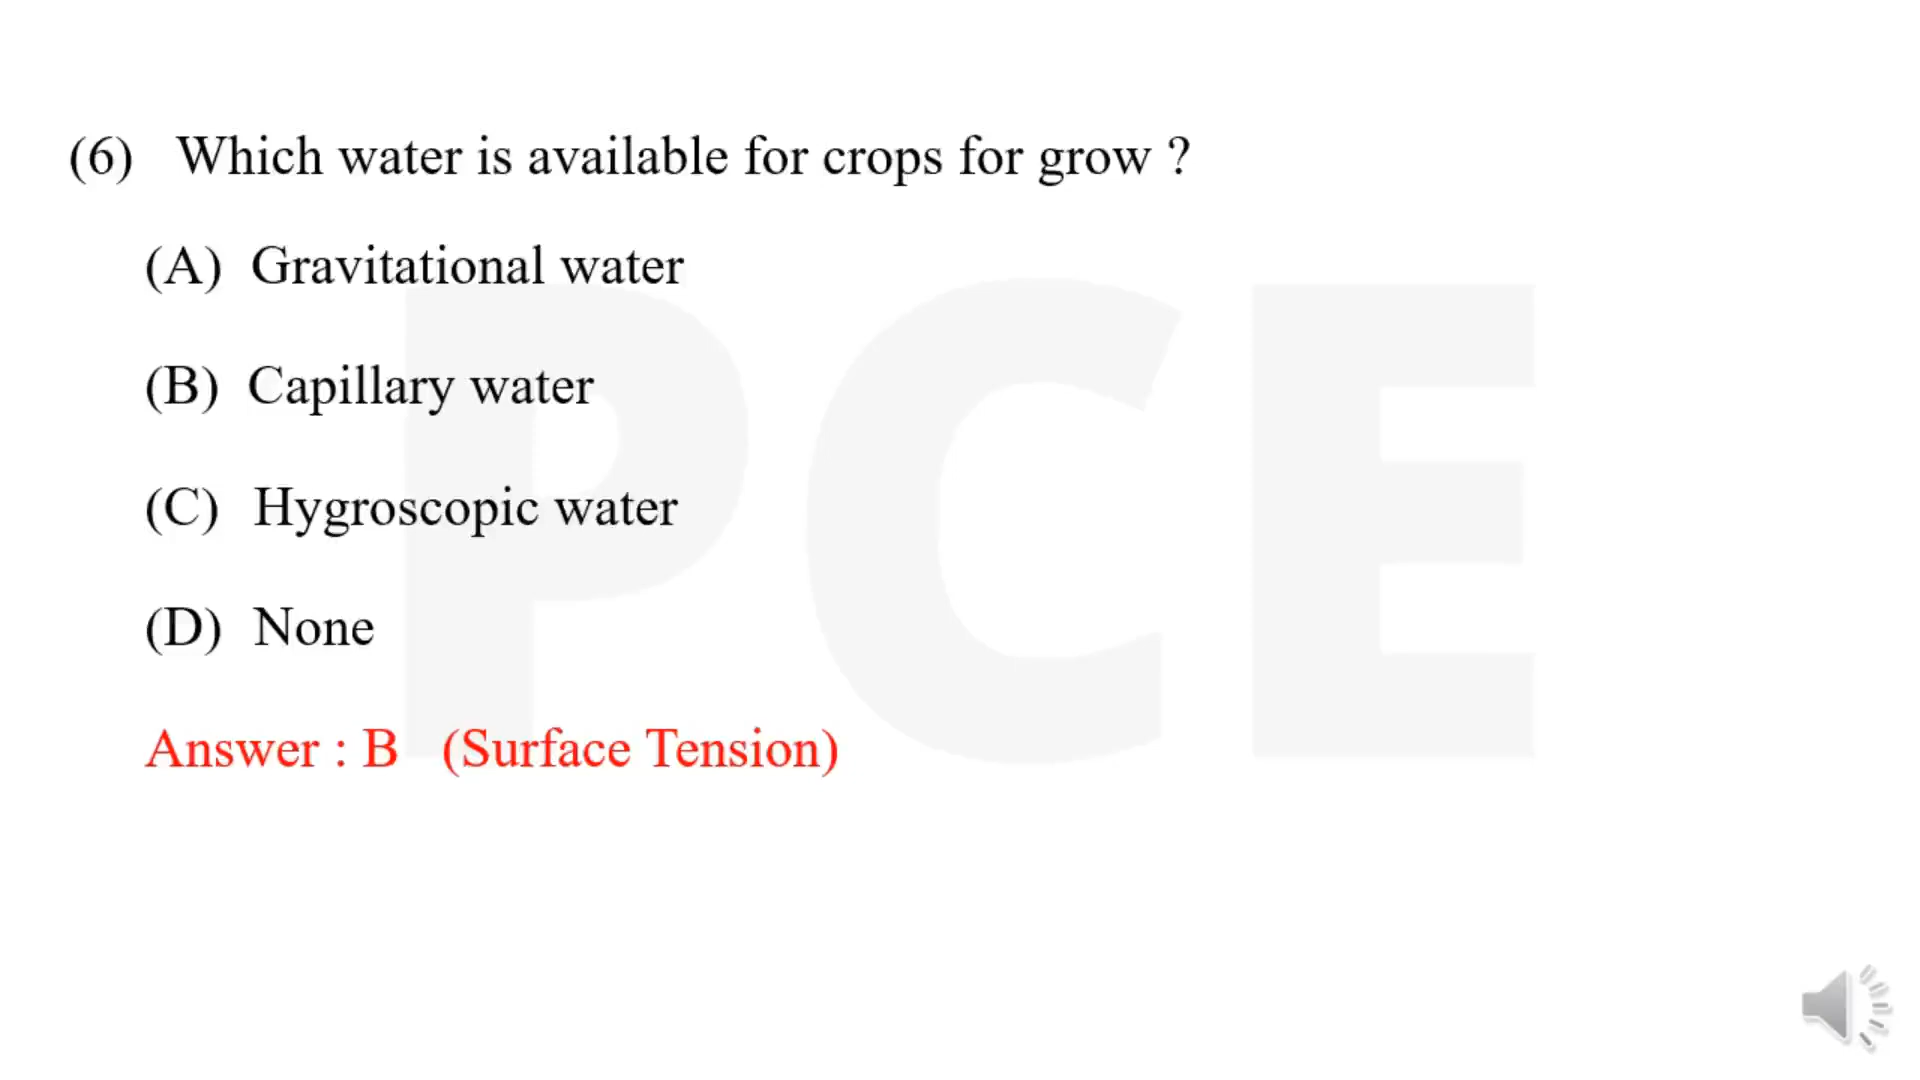 (6) Which water is available for crops for grow ?
(A) Gravitational water
(B) Capillary water
(C) Hygroscopic water
(D) None
Answer : B (Surface Tension)
PCE